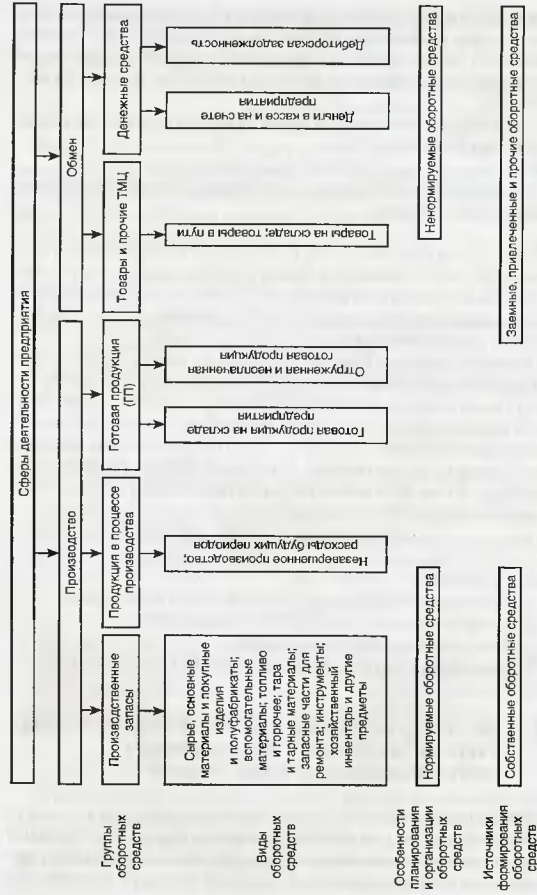 Сферы деятельности предприятия
Производство
Обмен
Группы
оборотных
средств
Производственные
запасы
Продукция в процессе
производства
Готовая продукция
(ГП)
Товары и прочие ТМЦ
Денежные средства
Виды
оборотных
средств
Сырье, основные
материалы и покупные
изделия
и полуфабрикаты;
вспомогательные
материалы; топливо
и горючее; тара
и тарные материалы;
запасные части для
ремонта; инструменты;
хозяйственный
инвентарь и другие
предметы
Незавершенное производство;
расходы будущих периодов
Готовая продукция на складе
предприятия
Отгруженная и неоплаченная
готовая продукция
Товары на складе; товары в пути
Деньги в кассе и на счете
предприятия
Дебиторская задолженность
Особенности
планирования
и организации
оборотных
средств
Нормируемые оборотные средства
Ненормируемые оборотные средства
Источники
формирования
оборотных
средств
Собственные оборотные средства
Заемные, привлеченные и прочие оборотные средства